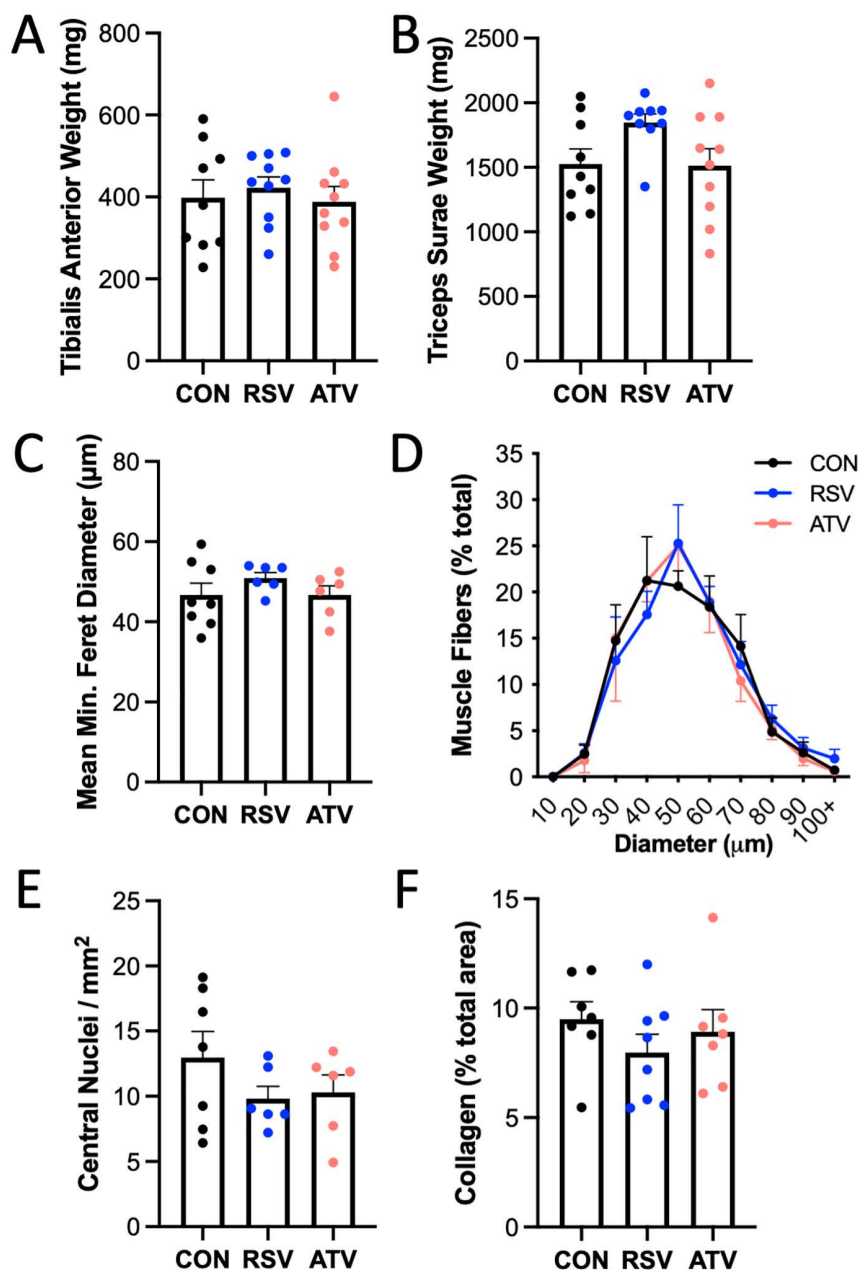 A
Tibialis Anterior Weight (mg)
800
600
400
200
0
CON RSV ATV
B
Triceps Surae Weight (mg)
2500
2000
1500
1000
500
0
CON RSV ATV
C
Mean Min. Feret Diameter (µm)
80
60
40
20
0
CON RSV ATV
D
Muscle Fibers (% total)
35
30
25
20
15
10
5
0
CON
RSV
ATV
10 20 30 40 50 60 70 80 90 100+
Diameter (μm)
E
Central Nuclei / mm²
25
20
15
10
5
0
CON RSV ATV
F
Collagen (% total area)
15
10
5
0
CON RSV ATV